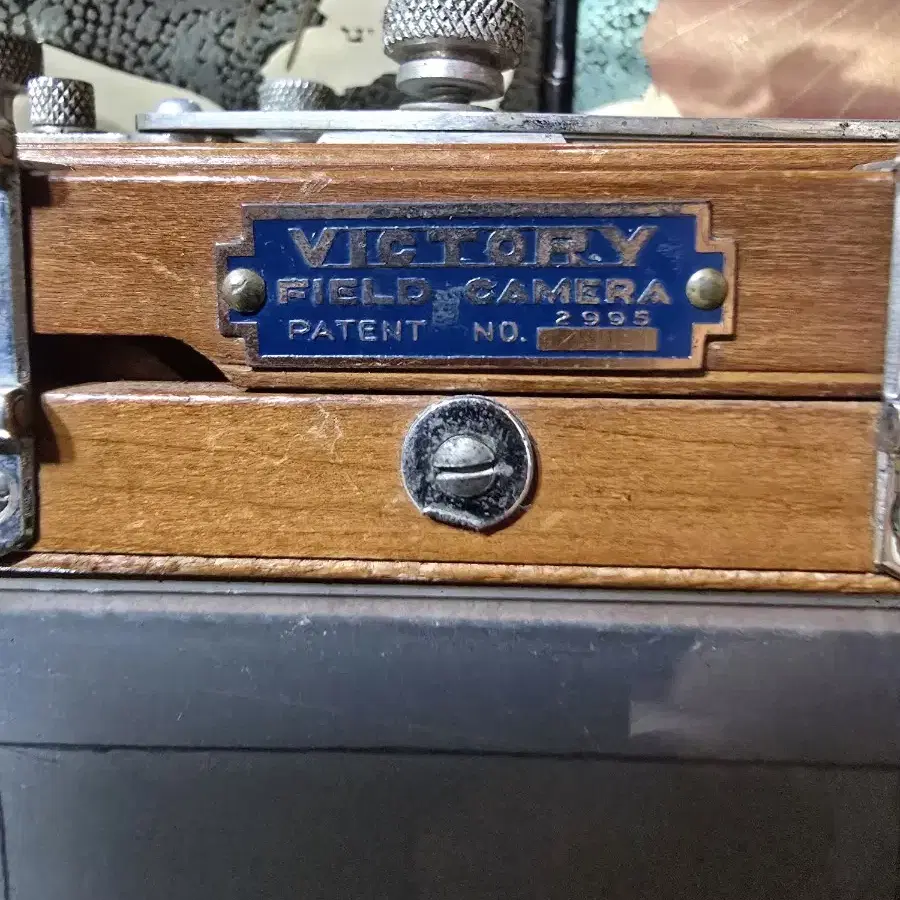 VICTORY
FIELD CAMERA
PATENT NO. 2995